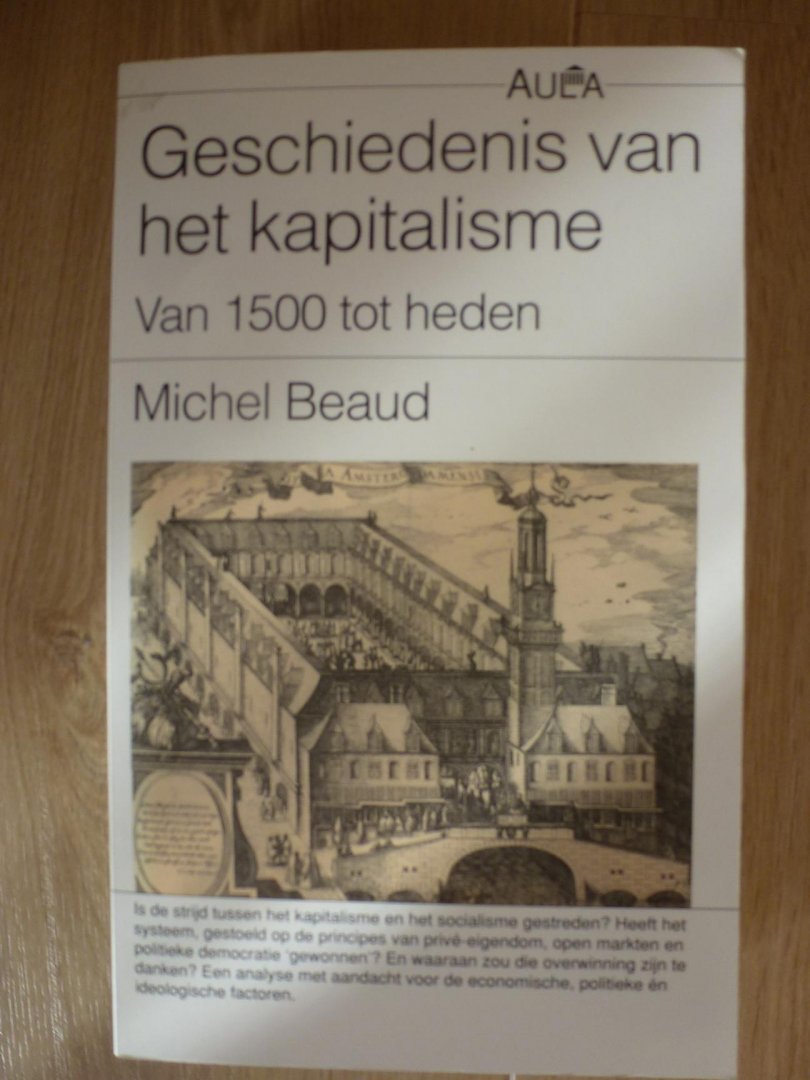 AULA
Geschiedenis van
het kapitalisme
Van 1500 tot heden
Michel Beaud
Is de strijd tussen het kapitalisme en het socialisme gestreden? Heeft het
systeem, gestoeld op de principes van privé-eigendom, open markten en
politieke democratie 'gewonnen'? En waaraan zou die overwinning zijn te
danken? Een analyse met aandacht voor de economische, politieke én
ideologische factoren.